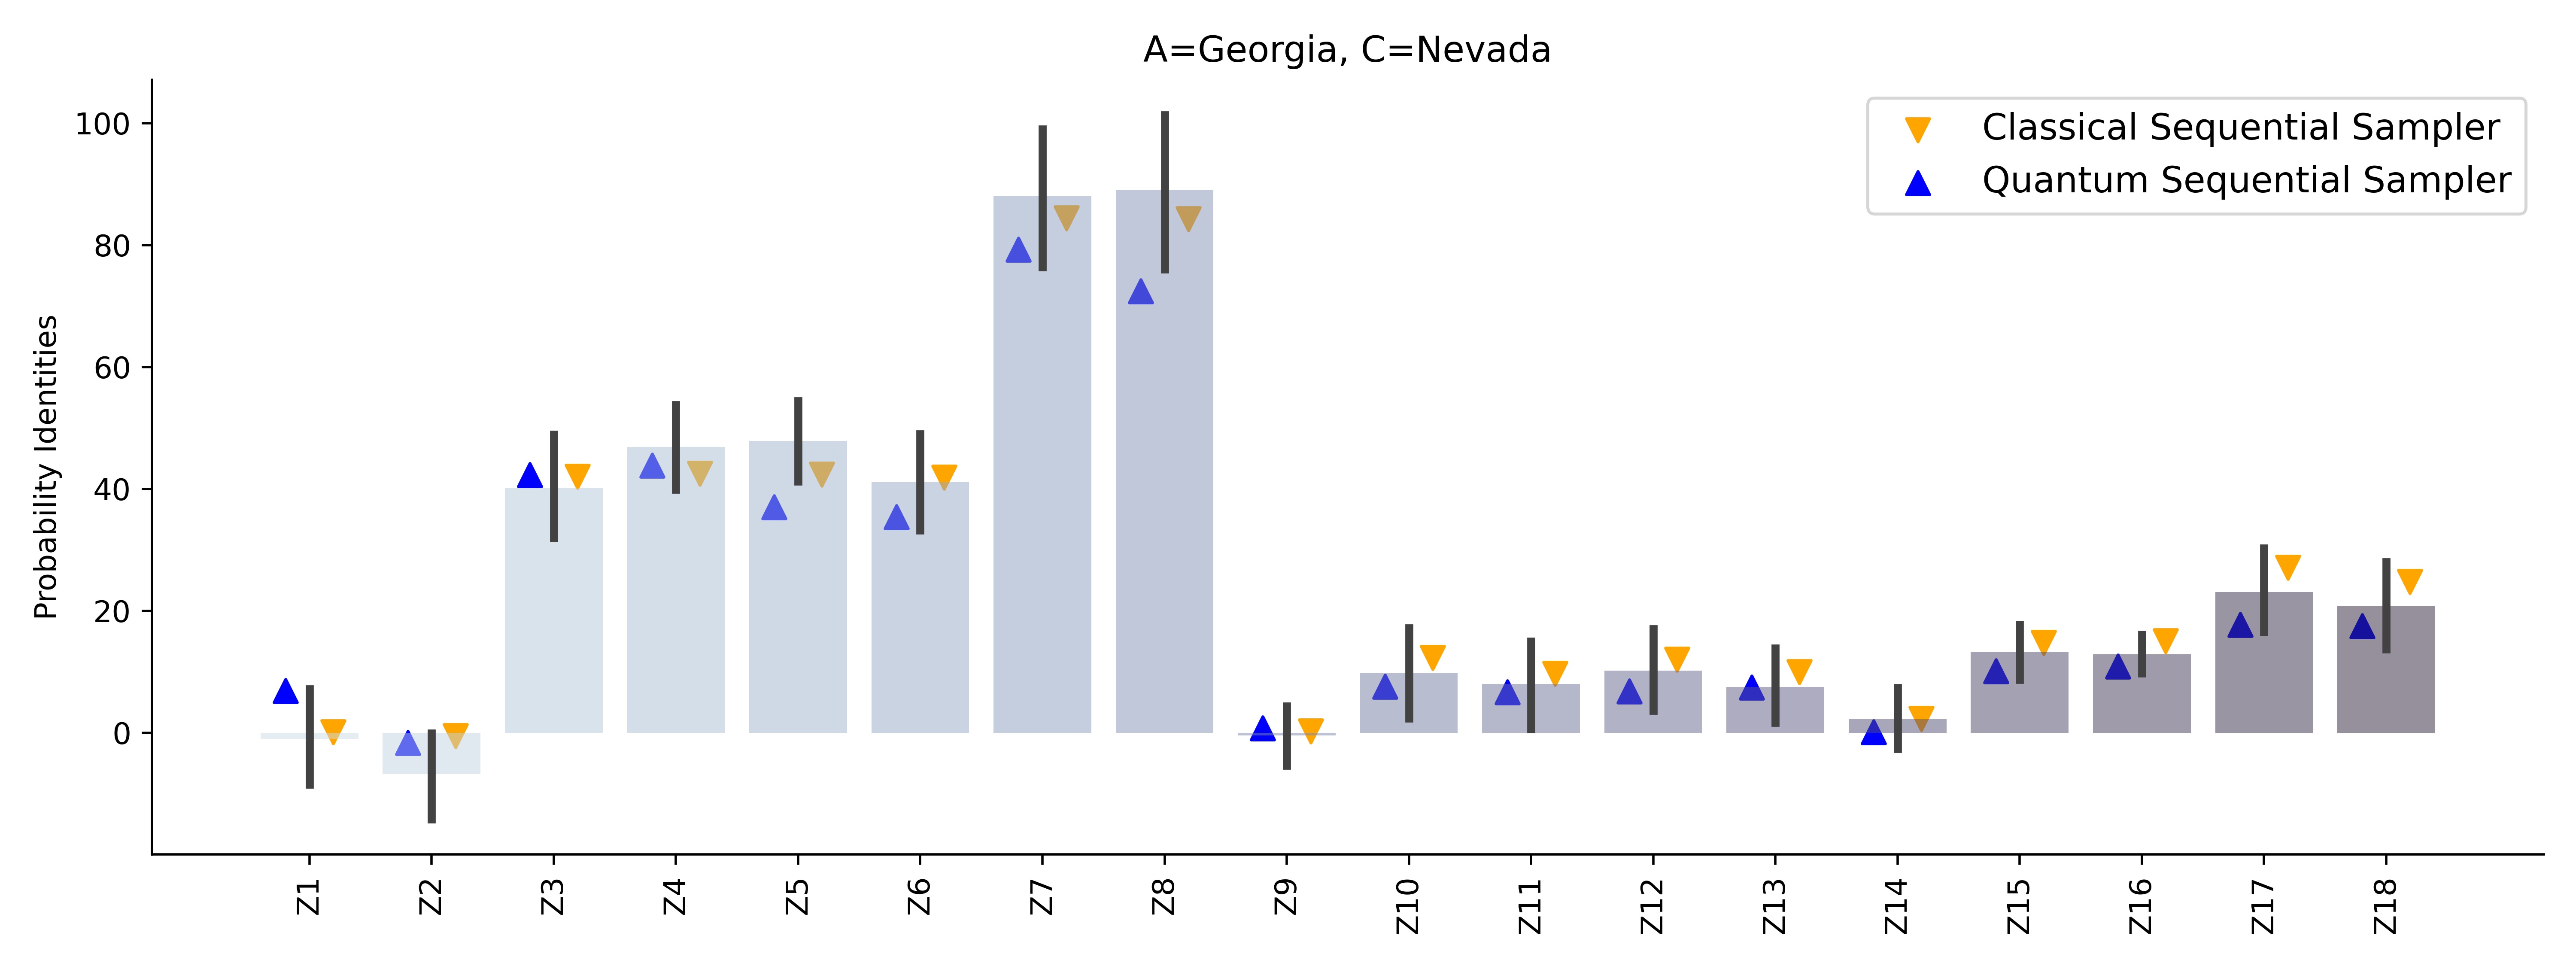 A=Georgia, C=Nevada
Classical Sequential Sampler
Quantum Sequential Sampler
Probability Identities
100
80
60
40
20
0
Z1
Z2
Z3
Z4
Z5
Z6
Z7
Z8
Z9
Z10
Z11
Z12
Z13
Z14
Z15
Z16
Z17
Z18